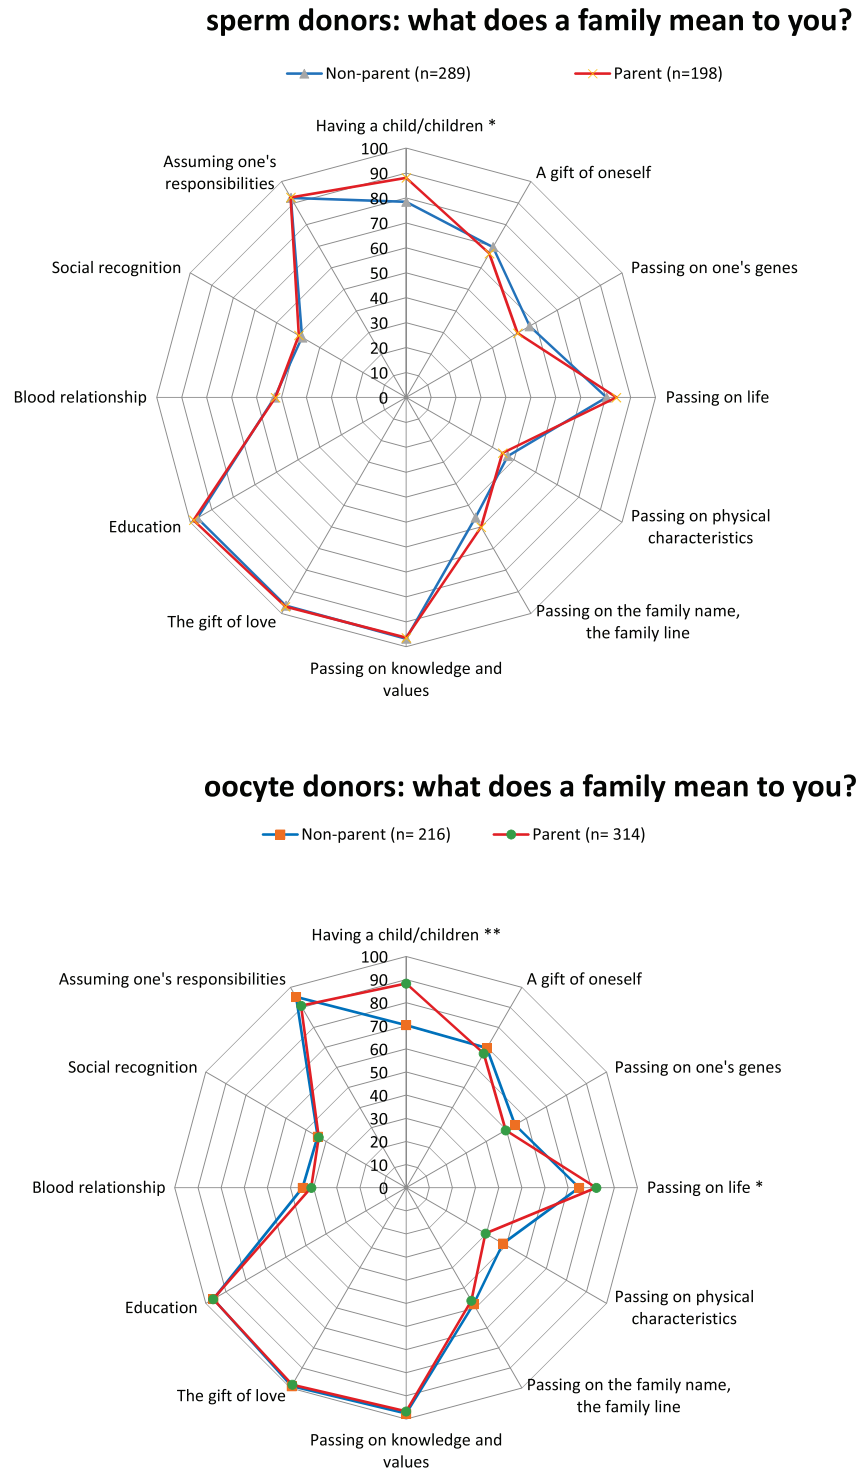 sperm donors: what does a family mean to you?
Non-parent (n=289)
Parent (n=198)
Having a child/children *
A gift of oneself
Passing on one's genes
Passing on life
Passing on physical
characteristics
Passing on the family name,
the family line
Passing on knowledge and
values
The gift of love
Education
Blood relationship
Social recognition
Assuming one's
responsibilities
100
90
80
70
60
50
40
30
20
10
0
oocyte donors: what does a family mean to you?
Non-parent (n= 216)
Parent (n= 314)
Having a child/children **
A gift of oneself
Passing on one's genes
Passing on life *
Passing on physical
characteristics
Passing on the family name,
the family line
Passing on knowledge and
values
The gift of love
Education
Blood relationship
Social recognition
Assuming one's responsibilities
100
90
80
70
60
50
40
30
20
10
0